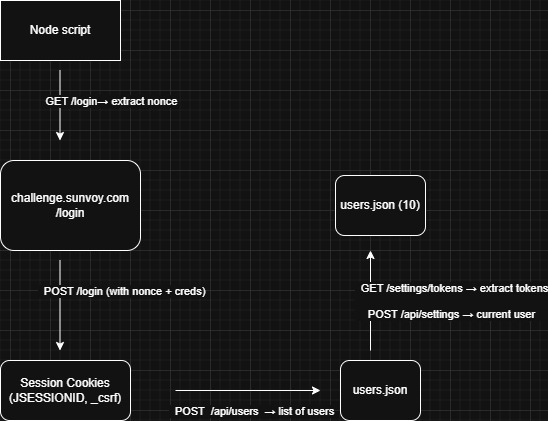 Node script
GET /login→ extract nonce
challenge.sunvoy.com
/login
POST /login (with nonce + creds)
Session Cookies
(JSESSIONID, _csrf)
POST  /api/users  → list of users
users.json
GET /settings/tokens → extract tokens
POST /api/settings → current user
users.json (10)